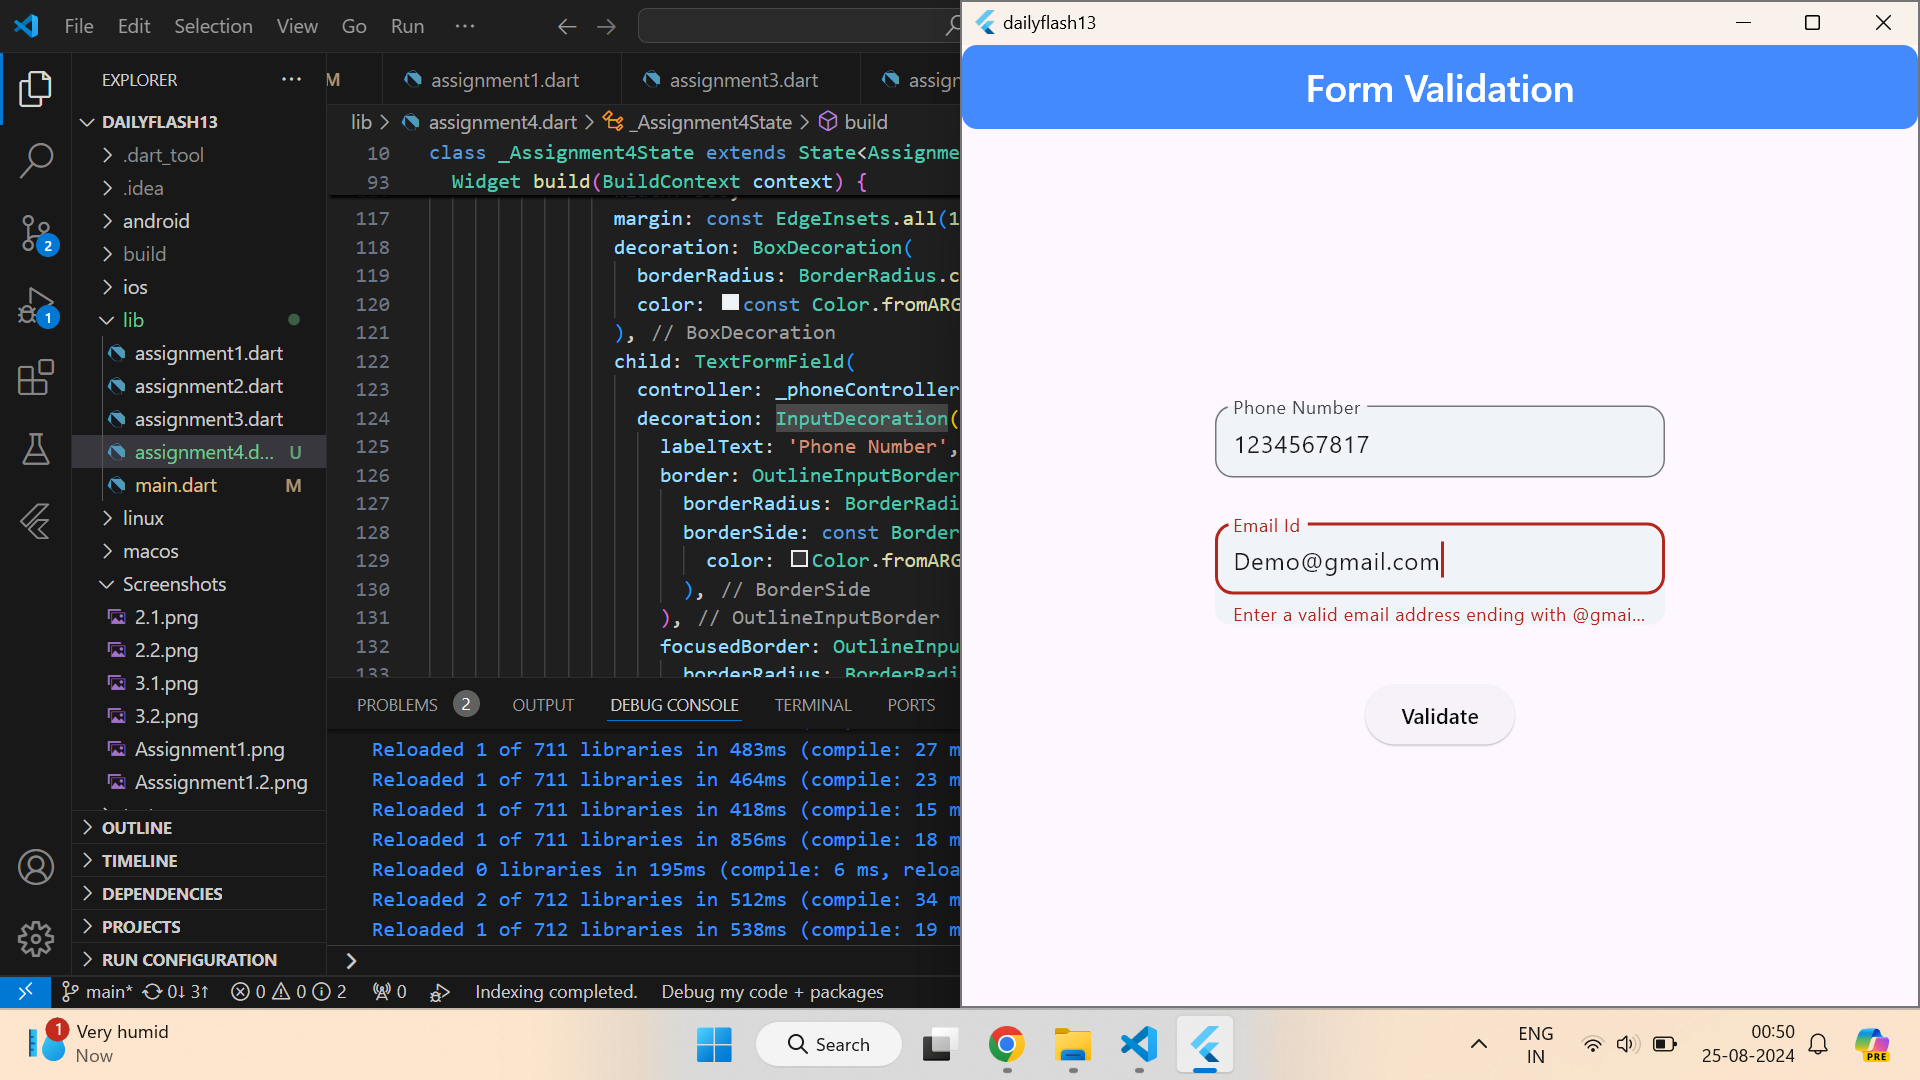 File Edit Selection View Go Run ···
EXPLORER
DAILYFLASH13
.dart_tool
.idea
android
build
ios
lib
assignment1.dart
assignment2.dart
assignment3.dart
assignment4.d... U
main.dart M
linux
macos
Screenshots
2.1.png
2.2.png
3.1.png
3.2.png
Assignment1.png
Asssignment1.2.png
OUTLINE
TIMELINE
DEPENDENCIES
PROJECTS
RUN CONFIGURATION
2
1
M assignment1.dart assignment3.dart assign
lib > assignment4.dart > _Assignment4State > build
10 class _Assignment4State extends State<Assignme
93 Widget build(BuildContext context) {
117 margin: const EdgeInsets.all(1
118 decoration: BoxDecoration(
119 borderRadius: BorderRadius.c
120 color: const Color.fromARG
121 ), // BoxDecoration
122 child: TextFormField(
123 controller: _phoneController
124 decoration: InputDecoration(
125 labelText: 'Phone Number',
126 border: OutlineInputBorder
127 borderRadius: BorderRadi
128 borderSide: const Border
129 color: Color.fromARG
130 ), // BorderSide
131 ), // OutlineInputBorder
132 focusedBorder: OutlineInpu
133 borderRadius: BorderRadi
PROBLEMS 2 OUTPUT DEBUG CONSOLE TERMINAL PORTS
Reloaded 1 of 711 libraries in 483ms (compile: 27 m
Reloaded 1 of 711 libraries in 464ms (compile: 23 m
Reloaded 1 of 711 libraries in 418ms (compile: 15 m
Reloaded 1 of 711 libraries in 856ms (compile: 18 m
Reloaded 0 libraries in 195ms (compile: 6 ms, reloa
Reloaded 2 of 712 libraries in 512ms (compile: 34 m
Reloaded 1 of 712 libraries in 538ms (compile: 19 m
>
main* 0↓ 3↑ 0 0 2 0 Indexing completed. Debug my code + packages
dailyflash13
Form Validation
Phone Number
1234567817
Email Id
Demo@gmail.com
Enter a valid email address ending with @gmai...
Validate
1 Very humid
Now
Search
ENG
IN
00:50
25-08-2024
PRE